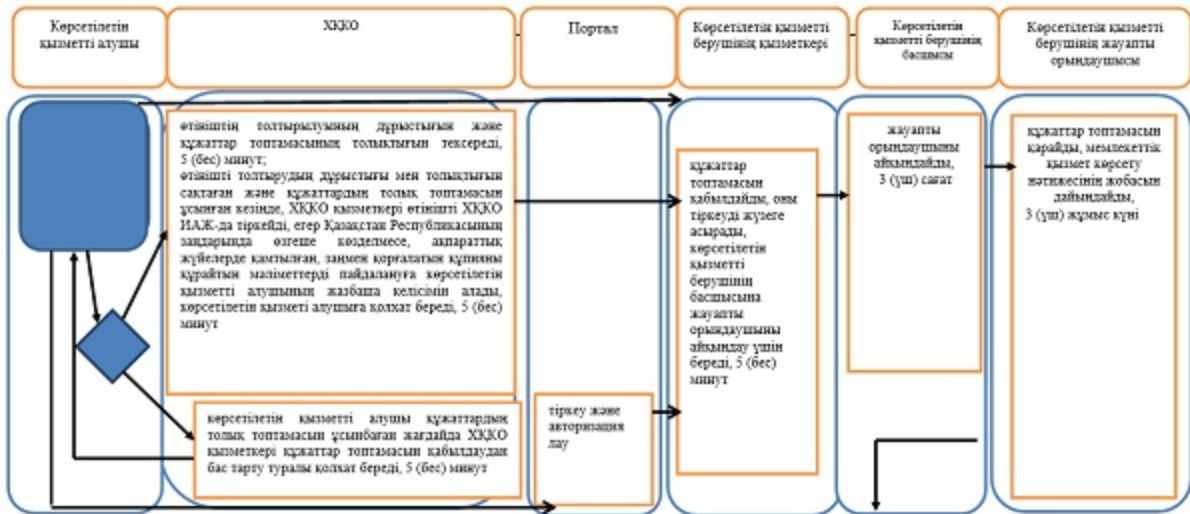 Көрсетілетін
қызметті алушы
ХҚКО
Портал
Көрсетілетін қызметті
берушінің қызметкері
Көрсетілетін
қызметті берушінің
басшысы
Көрсетілетін қызметті
берушінің жауапты
орындаушысы
өтініштің толтырылуының дұрыстығын және
құжаттар топтамасының толықтығын тексереді,
5 (бес) минут;
өтінішті толтырудың дұрыстығы мен толықтығын
сақтаған және құжаттардың толық топтамасын
ұсынған кезінде, ХҚКО қызметкері өтінішті ХҚКО
ИАЖ-да тіркейді, егер Қазақстан Республикасының
заңдарында өзгеше көзделмесе, ақпараттық
жүйелерде қамтылған, заңмен қорғалатын құпияны
құрайтын мәліметтерді пайдалануға көрсетілетін
қызметті алушының жазбаша келісімін алады,
көрсетілетін қызметі алушыға қолхат береді, 5 (бес)
минут
көрсетілетін қызметті алушы құжаттардың
толық топтамасын ұсынбаған жағдайда ХҚКО
қызметкері құжаттар топтамасын қабылдаудан
бас тарту туралы қолхат береді, 5 (бес) минут
тіркеу және
авторизация
лау
құжаттар
топтамасын
қабылдайды, оны
тіркеуді жүзеге
асырады,
көрсетілетін
қызметті
берушінің
басшысына
жауапты
орындаушыны
айқындау үшін
береді, 5 (бес)
минут
жауапты
орындаушыны
айқындайды,
3 (үш) сағат
құжаттар топтамасын
қарайды, мемлекеттік
қызмет көрсету
нәтижесінің жобасын
дайындайды,
3 (үш) жұмыс күні